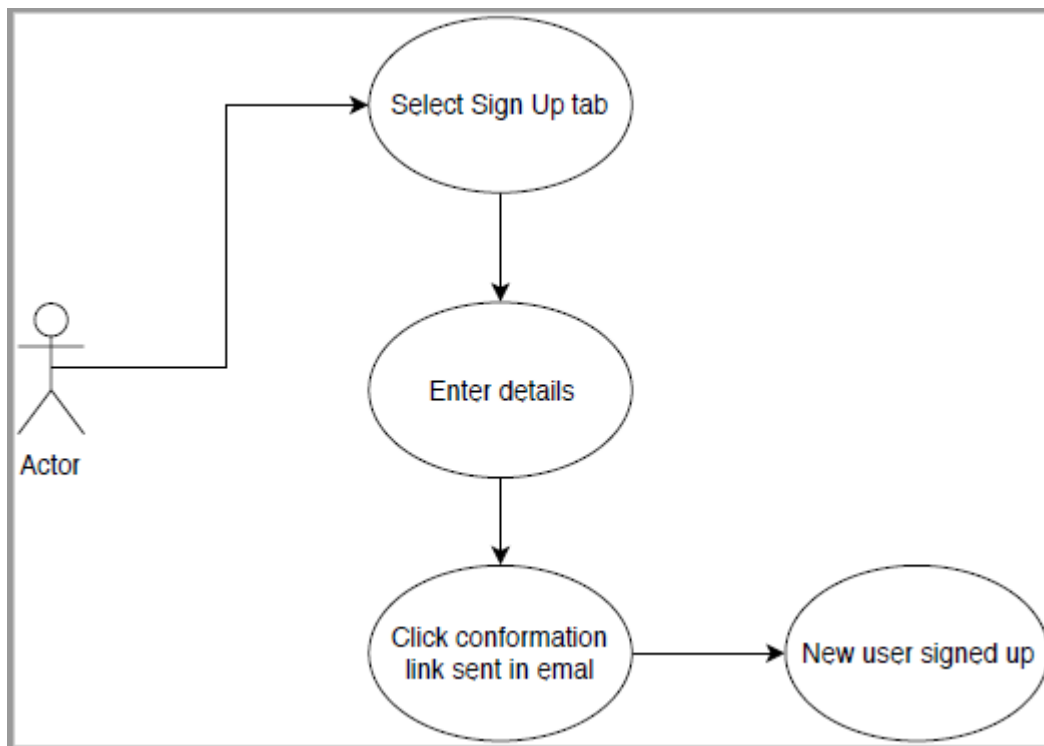 Select Sign Up tab
Enter details
Actor
Click conformation
link sent in emal
New user signed up